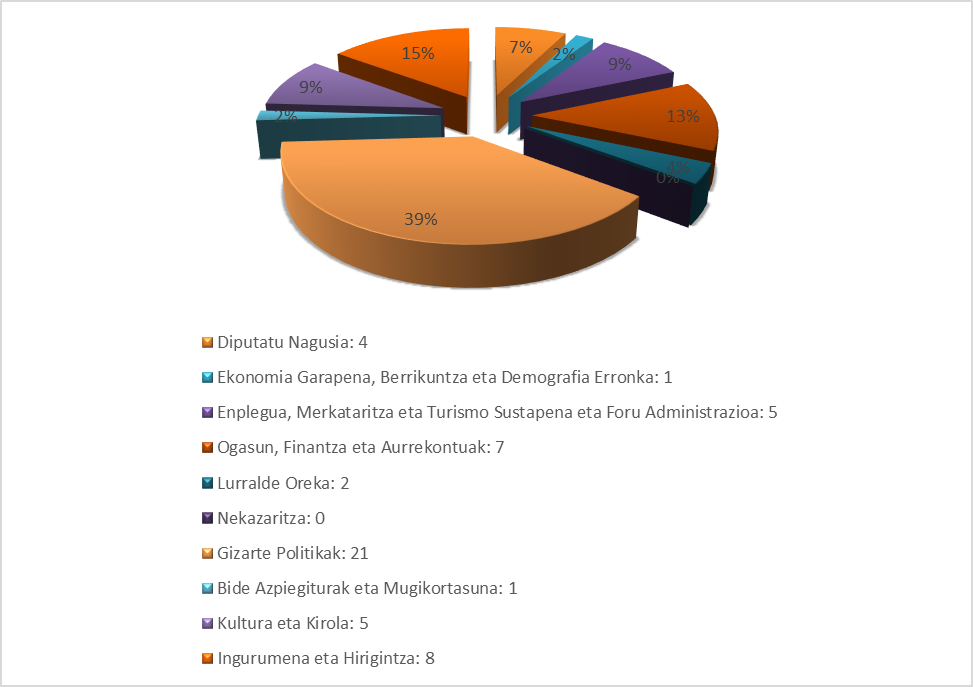 7%
2%
9%
13%
4%
0%
39%
2%
9%
15%
Diputatu Nagusia: 4
Ekonomia Garapena, Berrikuntza eta Demografia Erronka: 1
Enplegua, Merkataritza eta Turismo Sustapena eta Foru Administrazioa: 5
Ogasun, Finantza eta Aurrekontuak: 7
Lurralde Oreka: 2
Nekazaritza: 0
Gizarte Politikak: 21
Bide Azpiegiturak eta Mugikortasuna: 1
Kultura eta Kirola: 5
Ingurumena eta Hirigintza: 8